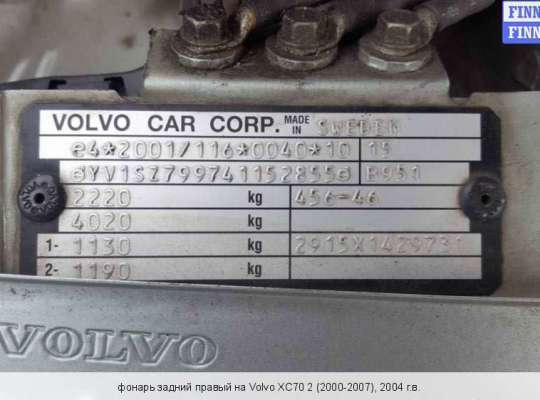 FINN
FINN
VOLVO CAR CORP. MADE IN SWEDEN
e4*2001/116*0040*10 15
YV1SZ799741152855 B951
2220 kg 456-46
4020 kg
1- 1130 kg 2915X1429731
2- 1190 kg
VOLVO
фонарь задний правый на Volvo XC70 2 (2000-2007), 2004 г.в.